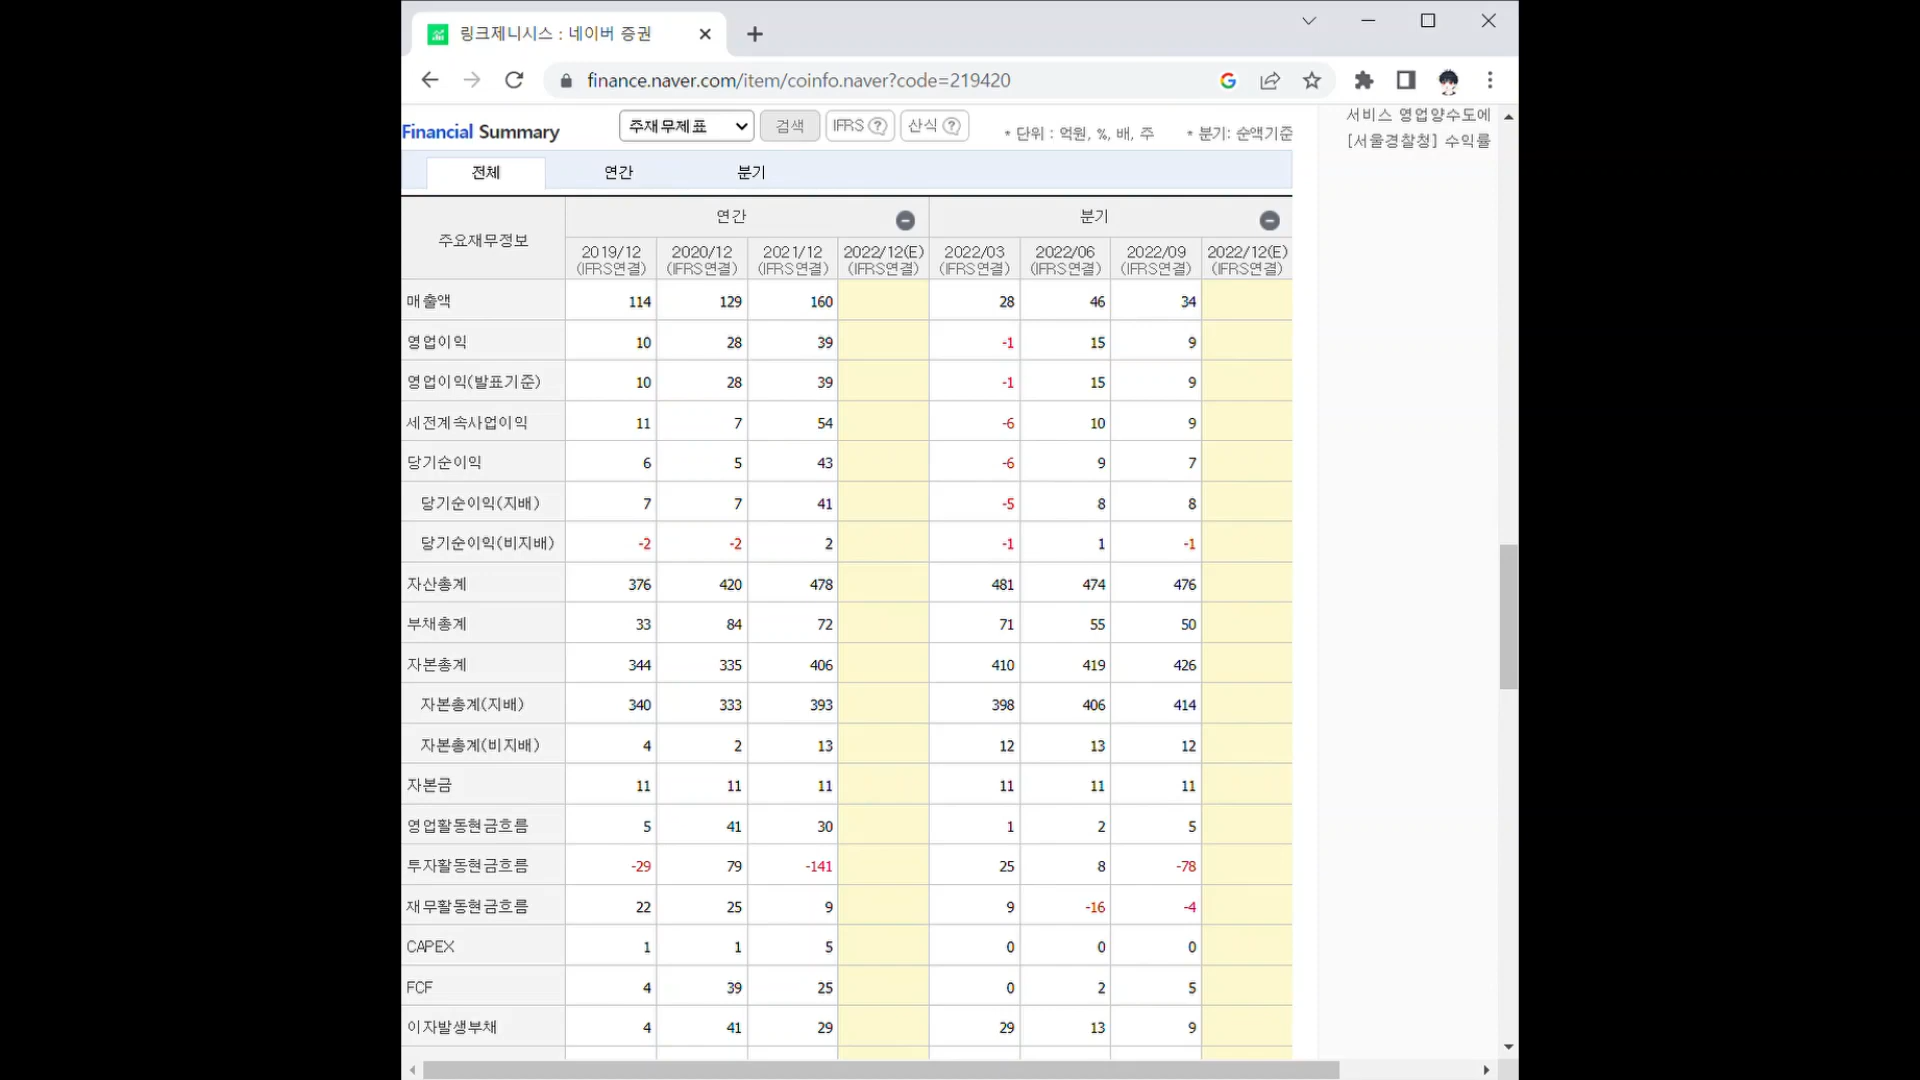 링크제니시스 : 네이버 증권
finance.naver.com/item/coinfo.naver?code=219420
서비스 영업양수도에
[서울경찰청] 수익률
Financial Summary 주재무제표 검색 IFRS ? 산식 ? * 단위 : 억원, %, 배, 주 * 분기: 순액기준
전체 연간 분기
주요재무정보 연간 분기
2019/12 2020/12 2021/12 2022/12(E) 2022/03 2022/06 2022/09 2022/12(E)
(IFRS연결) (IFRS연결) (IFRS연결) (IFRS연결) (IFRS연결) (IFRS연결) (IFRS연결) (IFRS연결)
매출액 114 129 160 28 46 34
영업이익 10 28 39 -1 15 9
영업이익(발표기준) 10 28 39 -1 15 9
세전계속사업이익 11 7 54 -6 10 9
당기순이익 6 5 43 -6 9 7
당기순이익(지배) 7 7 41 -5 8 8
당기순이익(비지배) -2 -2 2 -1 1 -1
자산총계 376 420 478 481 474 476
부채총계 33 84 72 71 55 50
자본총계 344 335 406 410 419 426
자본총계(지배) 340 333 393 398 406 414
자본총계(비지배) 4 2 13 12 13 12
자본금 11 11 11 11 11 11
영업활동현금흐름 5 41 30 1 2 5
투자활동현금흐름 -29 79 -141 25 8 -78
재무활동현금흐름 22 25 9 9 -16 -4
CAPEX 1 1 5 0 0 0
FCF 4 39 25 0 2 5
이자발생부채 4 41 29 29 13 9